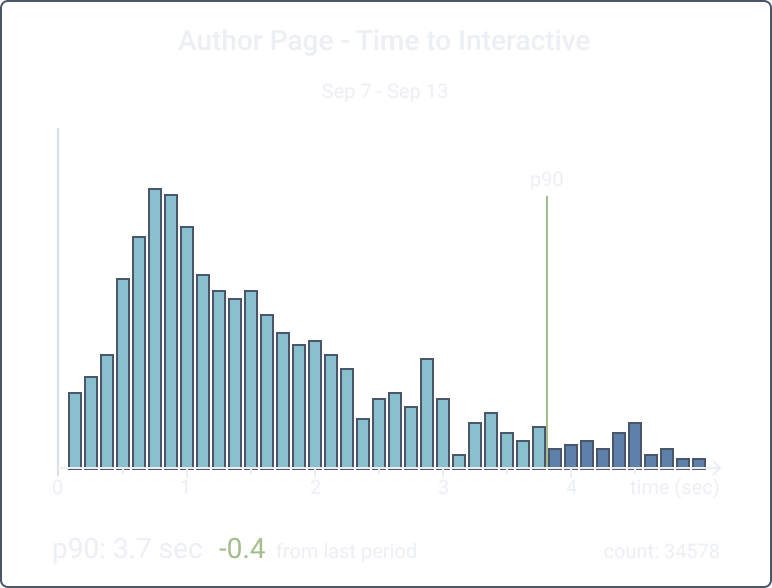 Author Page - Time to Interactive
Sep 7 - Sep 13
p90
0 1 2 3 4 time (sec)
p90: 3.7 sec -0.4 from last period count: 34578